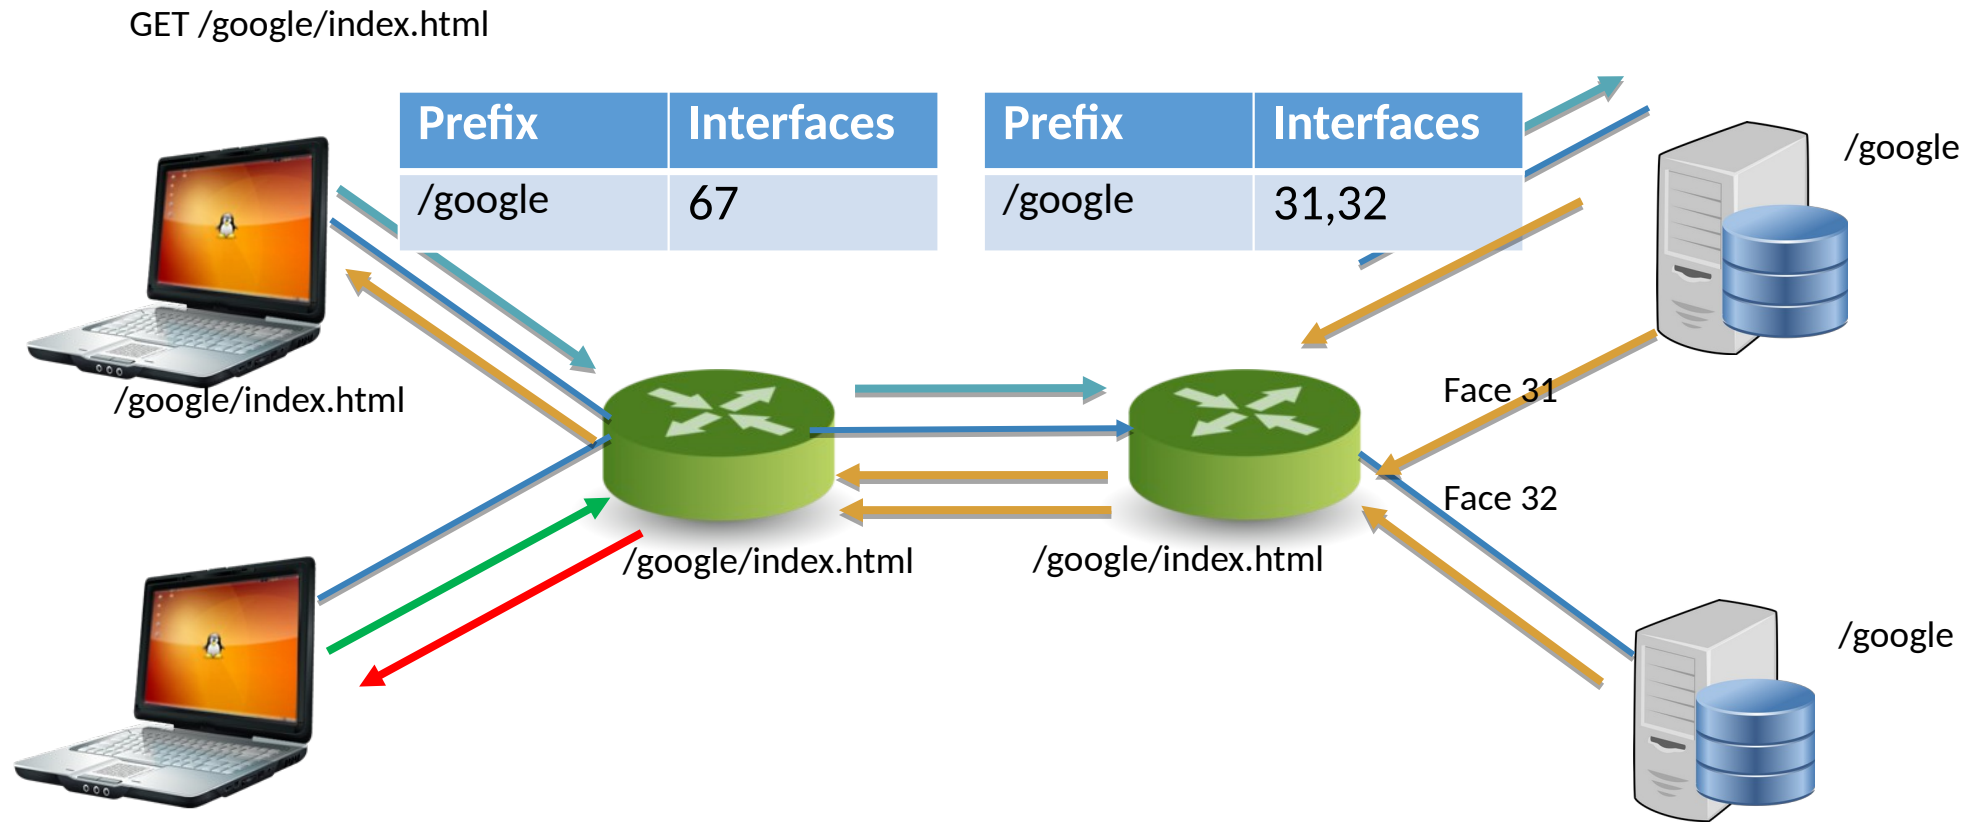 GET /google/index.html
Prefix Interfaces
/google 67
Prefix Interfaces
/google 31,32
/google
/google/index.html
Face 31
Face 32
/google/index.html
/google/index.html
/google